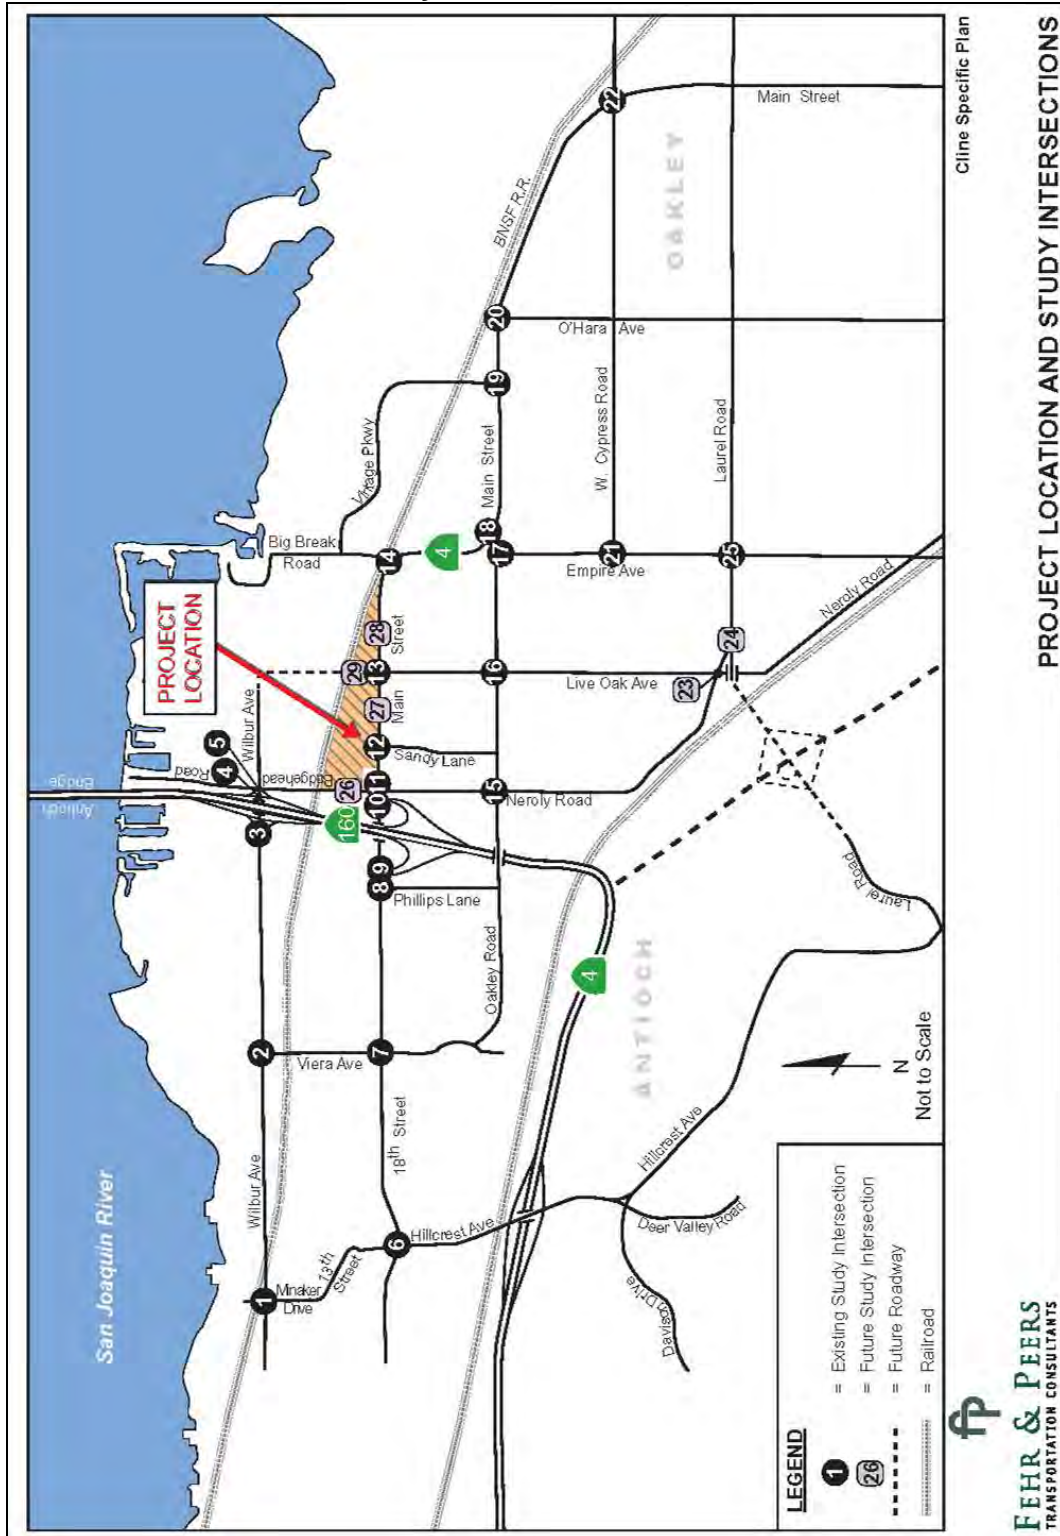 San Joaquin River
Antioch
Bridge
PROJECT
LOCATION
Wilbur Ave
Wilbur Ave
Road
Bridgehead
Big Break
Road
Vintage Pkwy
BNSF R.R.
Minaker
Drive
13th
Street
18th Street
Viera Ave
Phillips Lane
Oakley Road
Sandy Lane
Main
Street
Main Street
Main Street
Neroly Road
Neroly Road
Live Oak Ave
Empire Ave
W. Cypress Road
Laurel Road
Laurel Road
O'Hara Ave
Hillcrest Ave
Hillcrest Ave
Deer Valley Road
Davison Drive
OAKLEY
ANTIOCH
1
2
3
4
5
6
7
8
9
10
11
12
13
14
15
16
17
18
19
20
21
22
23
24
25
26
27
28
29
160
4
4
N
Not to Scale
LEGEND
1 = Existing Study Intersection
26 = Future Study Intersection
= Future Roadway
= Railroad
Cline Specific Plan
fp
FEHR & PEERS
TRANSPORTATION CONSULTANTS
PROJECT LOCATION AND STUDY INTERSECTIONS